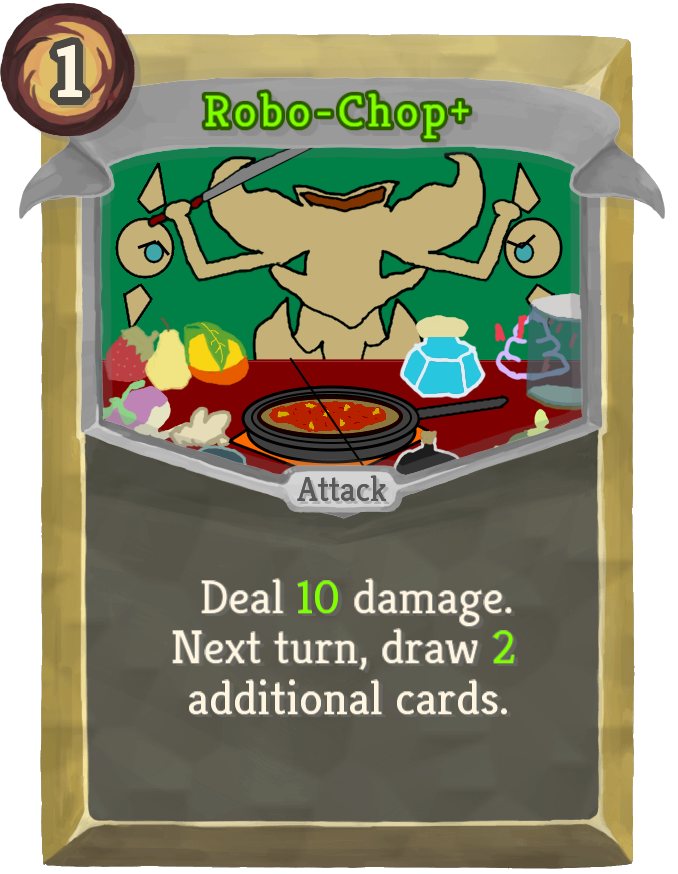 1
Robo-Chop+
Attack
Deal 10 damage.
Next turn, draw 2
additional cards.